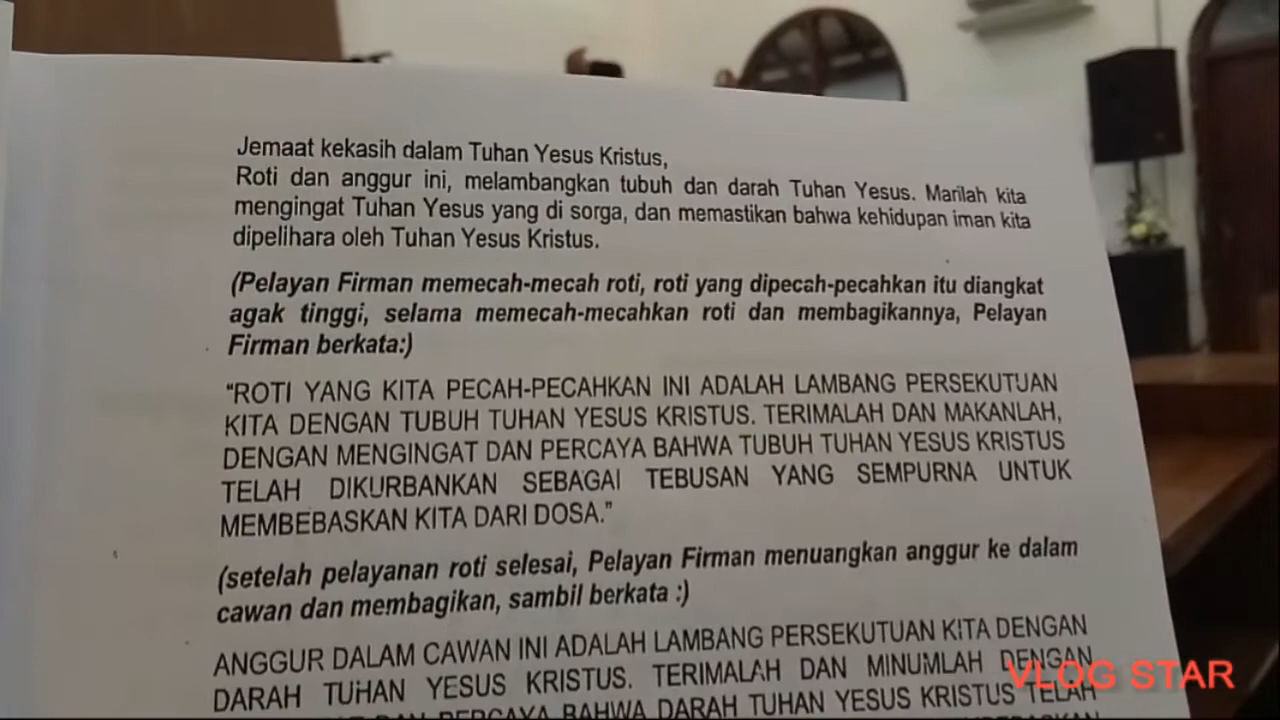 Jemaat kekasih dalam Tuhan Yesus Kristus,
Roti dan anggur ini, melambangkan tubuh dan darah Tuhan Yesus. Marilah kita
mengingat Tuhan Yesus yang di sorga, dan memastikan bahwa kehidupan iman kita
dipelihara oleh Tuhan Yesus Kristus.
(Pelayan Firman memecah-mecah roti, roti yang dipecah-pecahkan itu diangkat
agak tinggi, selama memecah-mecahkan roti dan membagikannya, Pelayan
Firman berkata:)
“ROTI YANG KITA PECAH-PECAHKAN INI ADALAH LAMBANG PERSEKUTUAN
KITA DENGAN TUBUH TUHAN YESUS KRISTUS. TERIMALAH DAN MAKANLAH,
DENGAN MENGINGAT DAN PERCAYA BAHWA TUBUH TUHAN YESUS KRISTUS
TELAH DIKURBANKAN SEBAGAI TEBUSAN YANG SEMPURNA UNTUK
MEMBEBASKAN KITA DARI DOSA.”
(setelah pelayanan roti selesai, Pelayan Firman menuangkan anggur ke dalam
cawan dan membagikan, sambil berkata :)
ANGGUR DALAM CAWAN INI ADALAH LAMBANG PERSEKUTUAN KITA DENGAN
DARAH TUHAN YESUS KRISTUS. TERIMALAH DAN MINUMLAH DENGAN
DAN PERCAYA BAHWA DARAH TUHAN YESUS KRISTUS TELAH
VLOG STAR